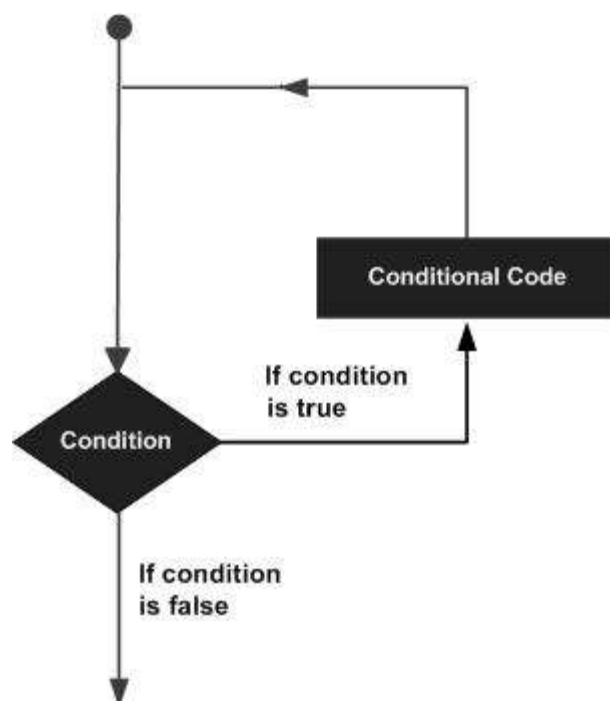 Conditional Code
If condition
is true
Condition
If condition
is false